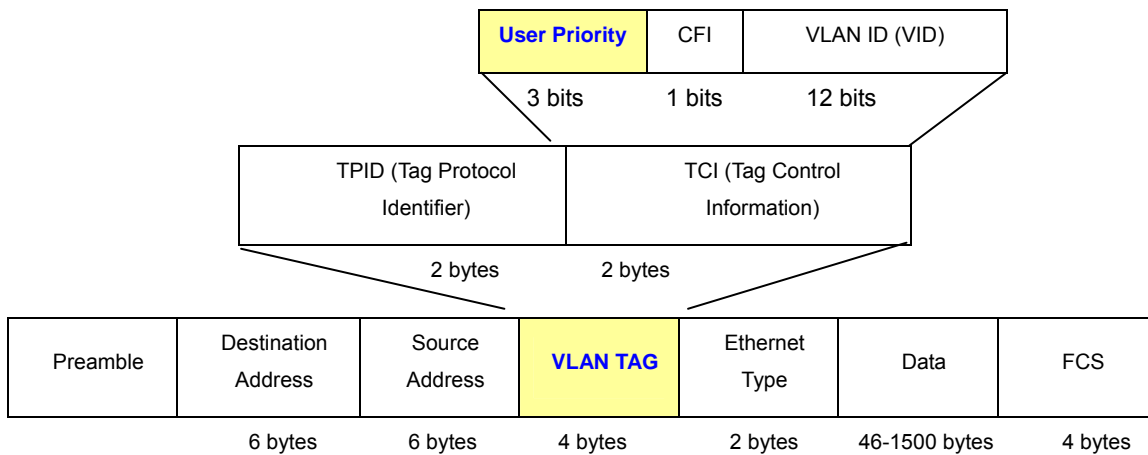 User Priority CFI VLAN ID (VID)
3 bits 1 bits 12 bits
TPID (Tag Protocol
Identifier)
TCI (Tag Control
Information)
2 bytes 2 bytes
Preamble
Destination
Address
Source
Address
VLAN TAG
Ethernet
Type
Data
FCS
6 bytes 6 bytes 4 bytes 2 bytes 46-1500 bytes 4 bytes